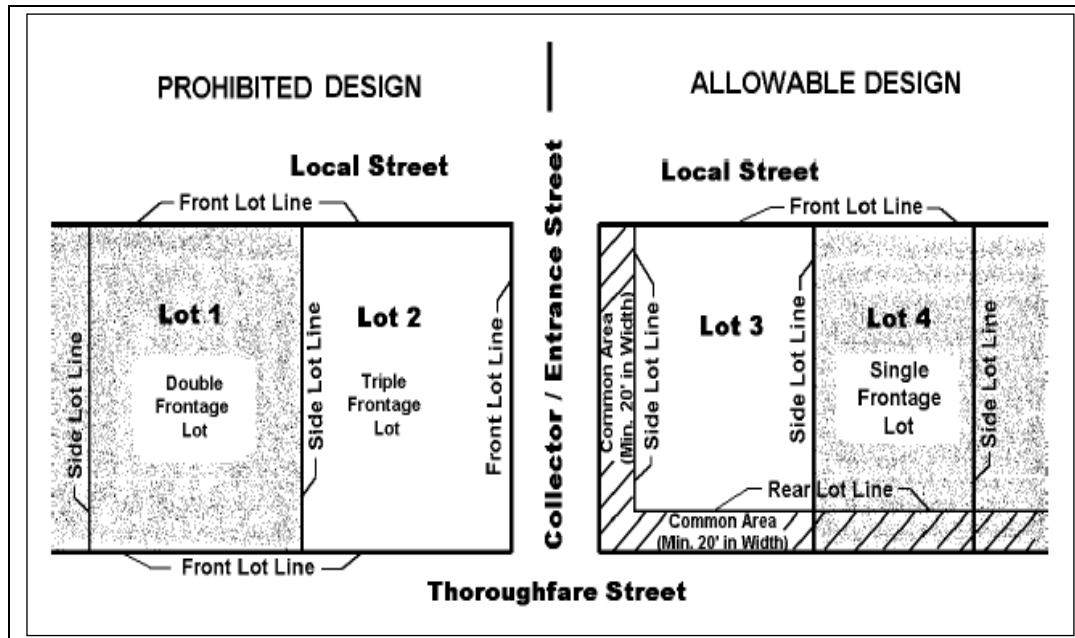 PROHIBITED DESIGN
ALLOWABLE DESIGN
Local Street
Front Lot Line
Lot 1
Double
Frontage
Lot
Side Lot Line
Side Lot Line
Lot 2
Triple
Frontage
Lot
Front Lot Line
Front Lot Line
Collector / Entrance Street
Local Street
Front Lot Line
Common Area
(Min. 20' in Width)
Side Lot Line
Lot 3
Side Lot Line
Lot 4
Single
Frontage
Lot
Side Lot Line
Rear Lot Line
Common Area
(Min. 20' in Width)
Thoroughfare Street